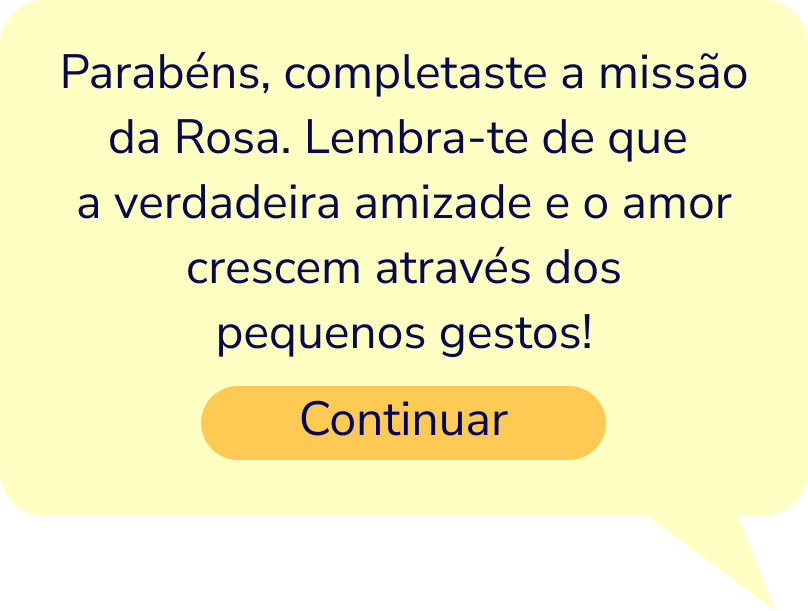 Parabéns, completaste a missão
da Rosa. Lembra-te de que
a verdadeira amizade e o amor
crescem através dos
pequenos gestos!
Continuar